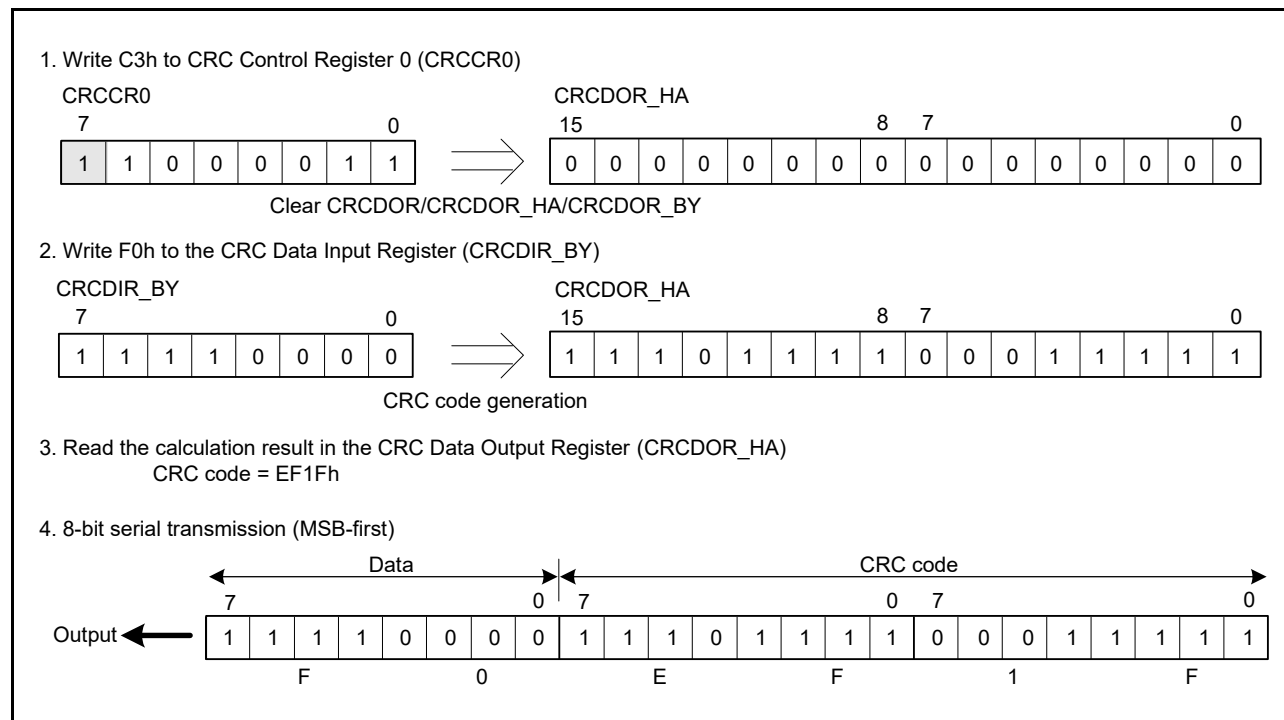 1. Write C3h to CRC Control Register 0 (CRCCR0)
CRCCR0 CRCDOR_HA
7 0 15 8 7 0
1 1 0 0 0 0 1 1 0 0 0 0 0 0 0 0 0 0 0 0 0 0 0 0
Clear CRCDOR/CRCDOR_HA/CRCDOR_BY
2. Write F0h to the CRC Data Input Register (CRCDIR_BY)
CRCDIR_BY CRCDOR_HA
7 0 15 8 7 0
1 1 1 1 0 0 0 0 1 1 1 0 1 1 1 1 0 0 0 1 1 1 1 1
CRC code generation
3. Read the calculation result in the CRC Data Output Register (CRCDOR_HA)
CRC code = EF1Fh
4. 8-bit serial transmission (MSB-first)
Data CRC code
7 0 7 0 7 0
Output 1 1 1 1 0 0 0 0 1 1 1 0 1 1 1 1 0 0 0 1 1 1 1 1
F 0 E F 1 F